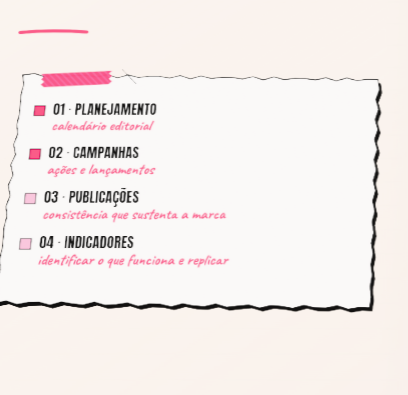 01 · PLANEJAMENTO
calendário editorial
02 · CAMPANHAS
ações e lançamentos
03 · PUBLICAÇÕES
consistência que sustenta a marca
04 · INDICADORES
identificar o que funciona e replicar